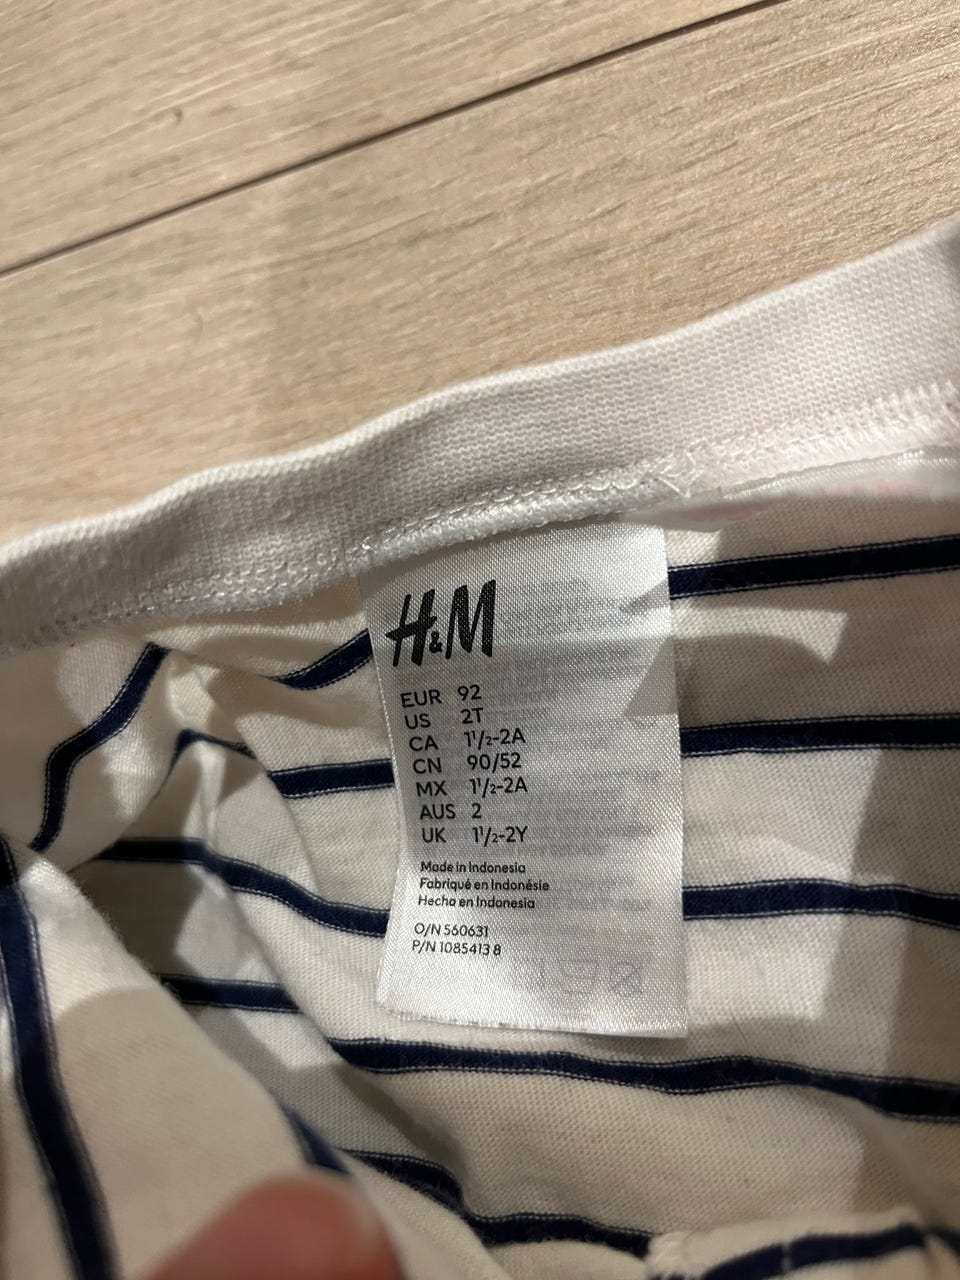 H&M
EUR 92
US 2T
CA 1½-2A
CN 90/52
MX 1½-2A
AUS 2
UK 1½-2Y
Made in Indonesia
Fabriqué en Indonésie
Hecho en Indonesia
O/N 560631
P/N 1085413 8